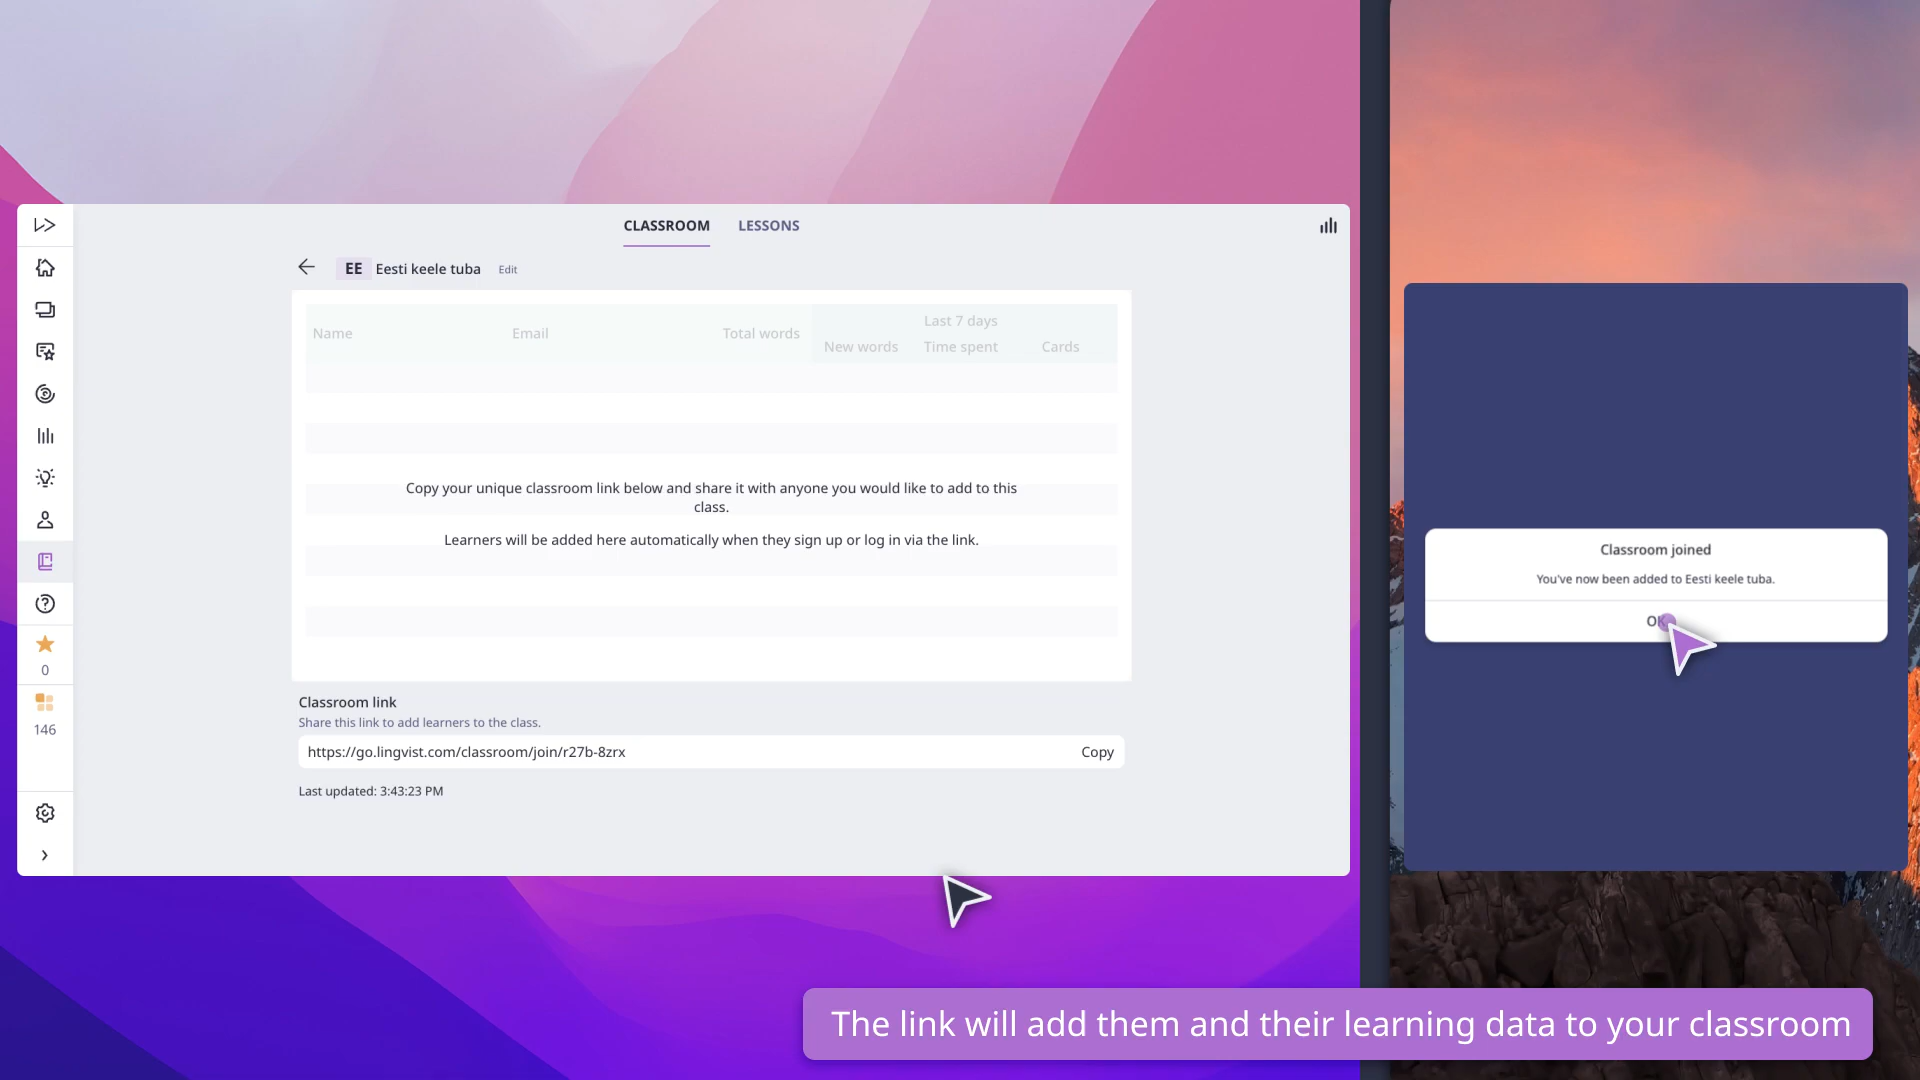 CLASSROOM LESSONS
EE Eesti keele tuba Edit
Name Email Total words Last 7 days
New words Time spent Cards
Copy your unique classroom link below and share it with anyone you would like to add to this
class.
Learners will be added here automatically when they sign up or log in via the link.
0
146
Classroom link
Share this link to add learners to the class.
https://go.lingvist.com/classroom/join/r27b-8zrx Copy
Last updated: 3:43:23 PM
Classroom joined
You've now been added to Eesti keele tuba.
OK
The link will add them and their learning data to your classroom